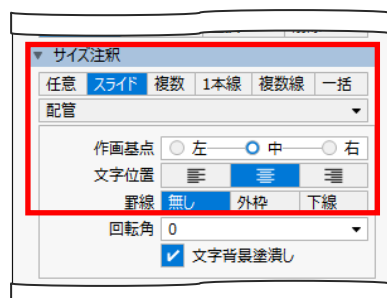 サイズ注釈
任意 スライド 複数 1本線 複数線 一括
配管
作画基点 左 中 右
文字位置
罫線 無し 外枠 下線
回転角 0
文字背景塗潰し